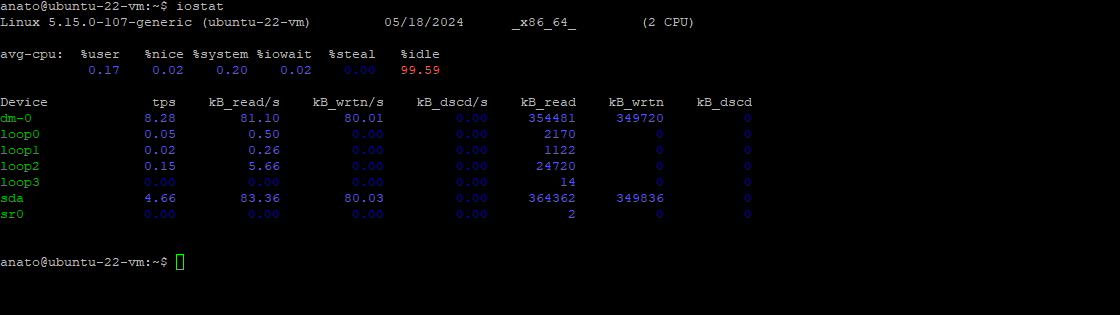 anato@ubuntu-22-vm:~$ iostat
Linux 5.15.0-107-generic (ubuntu-22-vm) 05/18/2024 _x86_64_ (2 CPU)
avg-cpu: %user %nice %system %iowait %steal %idle
0.17 0.02 0.20 0.02 0.00 99.59
Device tps kB_read/s kB_wrtn/s kB_dscd/s kB_read kB_wrtn kB_dscd
dm-0 8.28 81.10 80.01 0.00 354481 349720 0
loop0 0.05 0.50 0.00 0.00 2170 0 0
loop1 0.02 0.26 0.00 0.00 1122 0 0
loop2 0.15 5.66 0.00 0.00 24720 0 0
loop3 0.00 0.00 0.00 0.00 14 0 0
sda 4.66 83.36 80.03 0.00 364362 349836 0
sr0 0.00 0.00 0.00 0.00 2 0 0
anato@ubuntu-22-vm:~$